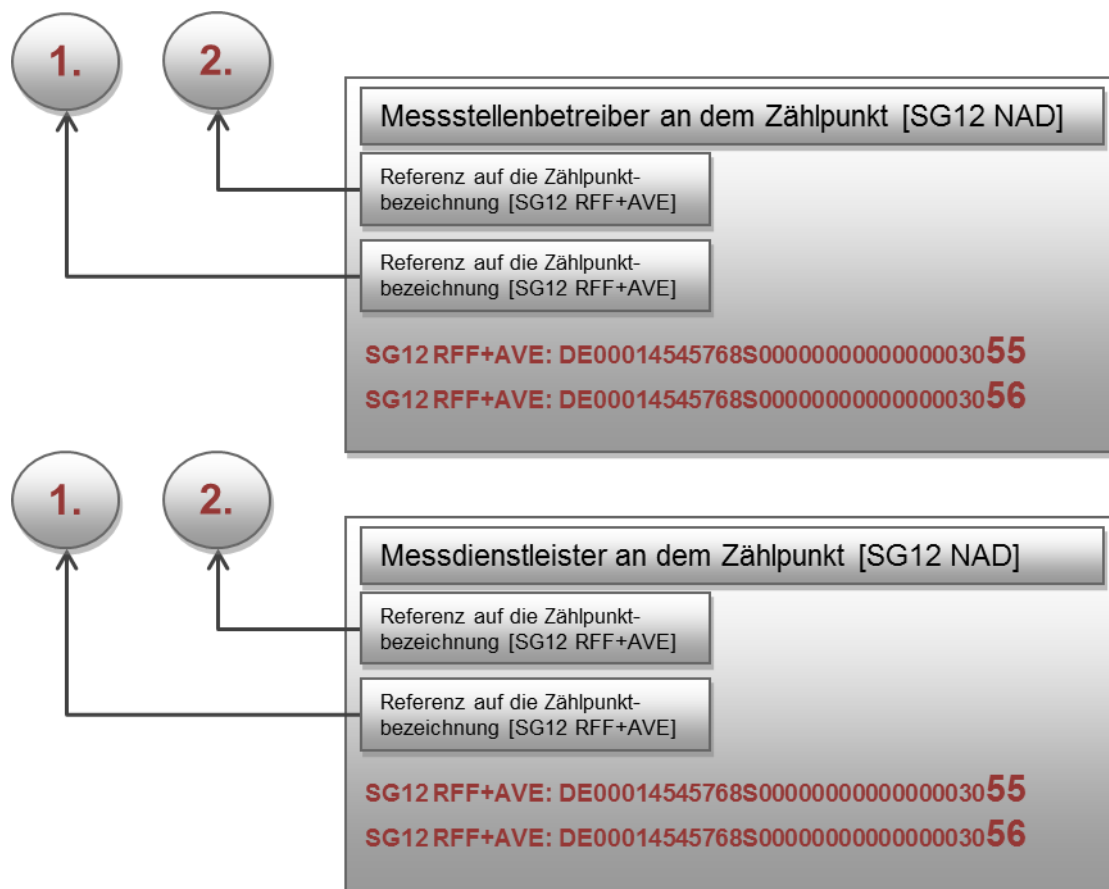 1.
2.
Messstellenbetreiber an dem Zählpunkt [SG12 NAD]
Referenz auf die Zählpunkt-
bezeichnung [SG12 RFF+AVE]
Referenz auf die Zählpunkt-
bezeichnung [SG12 RFF+AVE]
SG12 RFF+AVE: DE00014545768S0000000000000003055
SG12 RFF+AVE: DE00014545768S0000000000000003056
1.
2.
Messdienstleister an dem Zählpunkt [SG12 NAD]
Referenz auf die Zählpunkt-
bezeichnung [SG12 RFF+AVE]
Referenz auf die Zählpunkt-
bezeichnung [SG12 RFF+AVE]
SG12 RFF+AVE: DE00014545768S0000000000000003055
SG12 RFF+AVE: DE00014545768S0000000000000003056